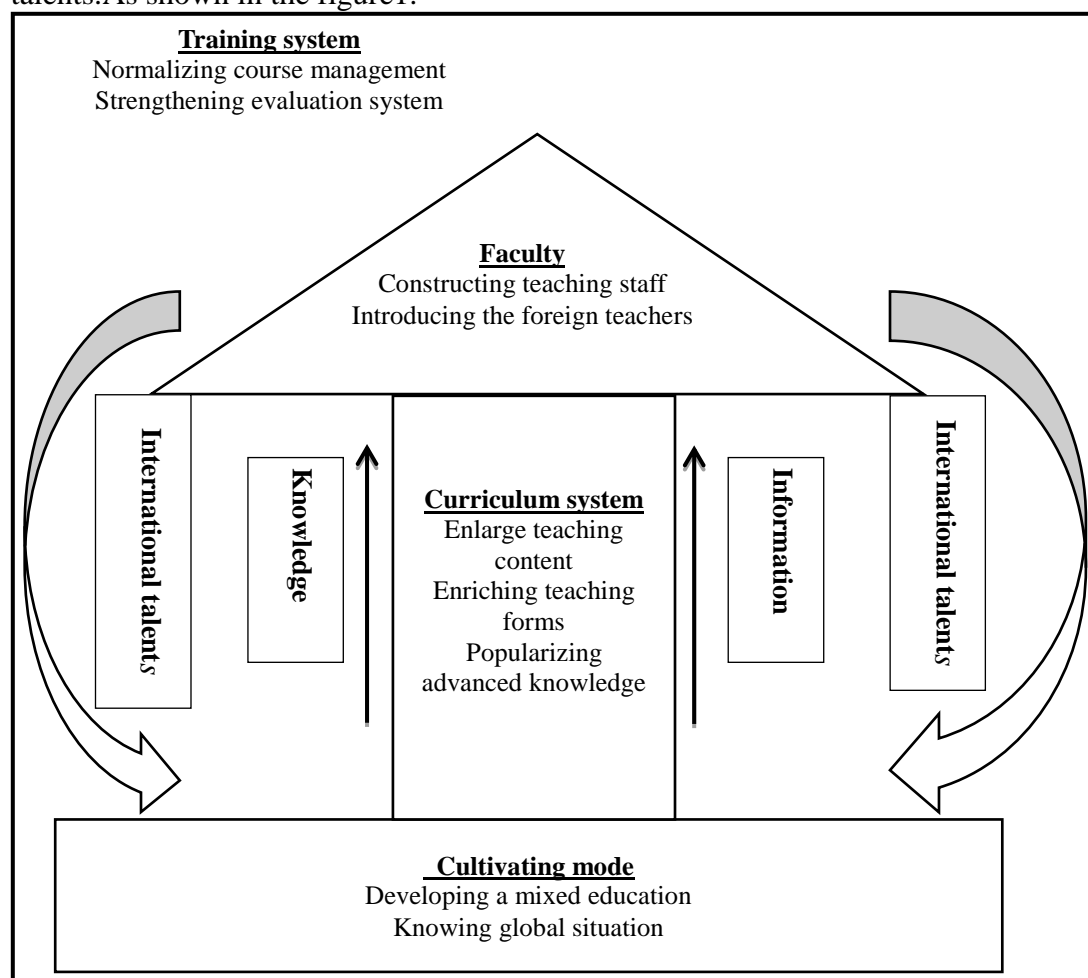 talents.As shown in the figure1.
Training system
Normalizing course management
Strengthening evaluation system
Faculty
Constructing teaching staff
Introducing the foreign teachers
International talents
Knowledge
Curriculum system
Enlarge teaching
content
Enriching teaching
forms
Popularizing
advanced knowledge
Information
International talents
Cultivating mode
Developing a mixed education
Knowing global situation